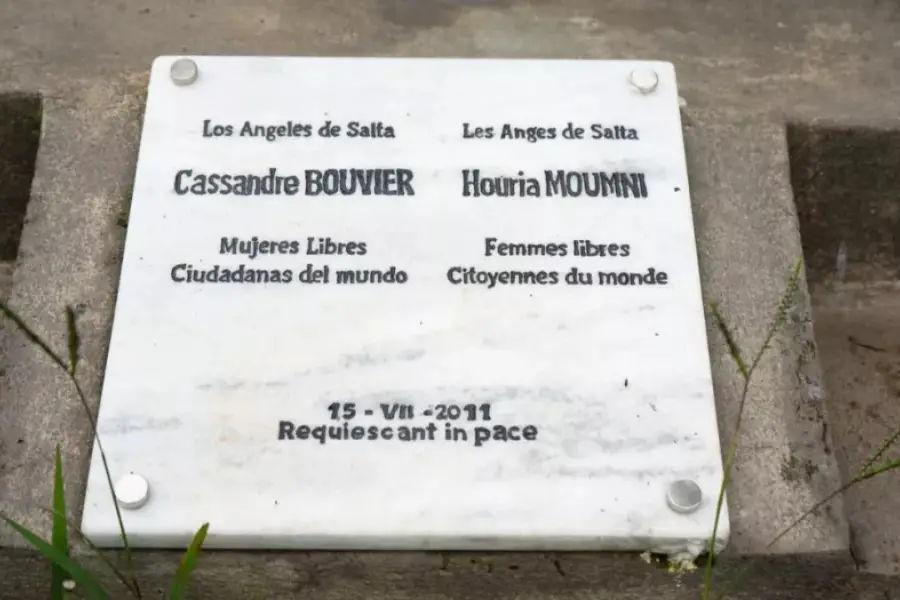 Los Angeles de Salta
Les Anges de Salta
Cassandre BOUVIER
Houria MOUMNI
Mujeres Libres
Femmes libres
Ciudadanas del mundo
Citoyennes du monde
15 - VII - 2011
Requiescant in pace